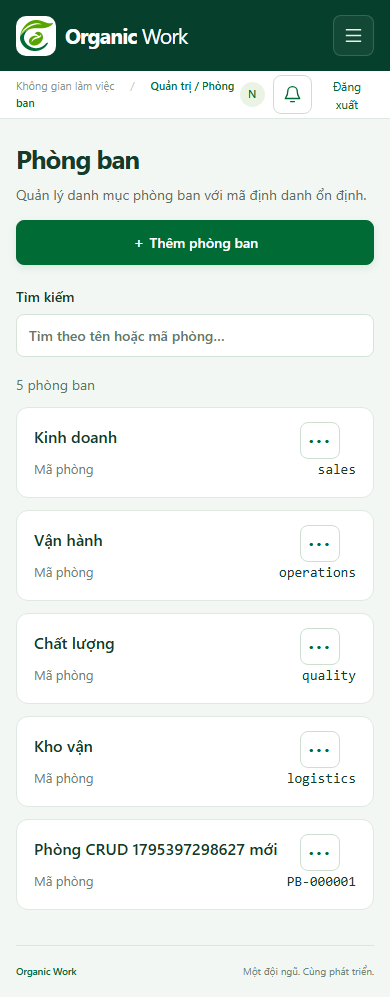 Organic Work
Không gian làm việc / Quản trị / Phòng ban
N
Đăng xuất
Phòng ban
Quản lý danh mục phòng ban với mã định danh ổn định.
+ Thêm phòng ban
Tìm kiếm
Tìm theo tên hoặc mã phòng...
5 phòng ban
Kinh doanh
...
Mã phòng sales
Vận hành
...
Mã phòng operations
Chất lượng
...
Mã phòng quality
Kho vận
...
Mã phòng logistics
Phòng CRUD 1795397298627 mới
...
Mã phòng PB-000001
Organic Work
Một đội ngũ. Cùng phát triển.